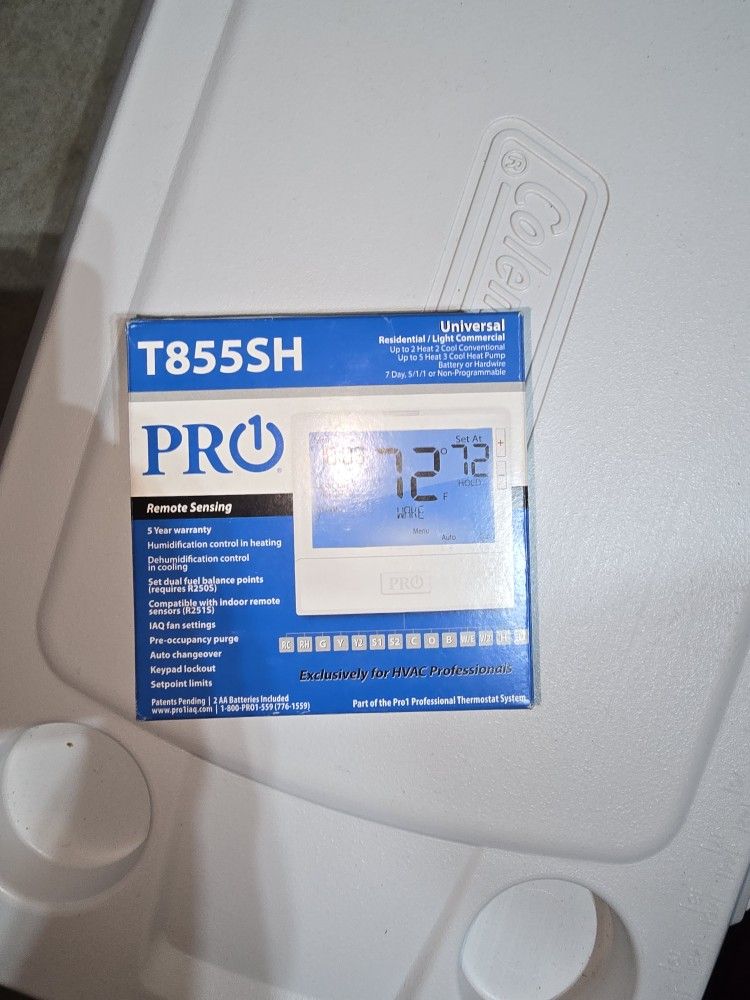 ® Colem
T855SH
Universal
Residential / Light Commercial
Up to 2 Heat 2 Cool Conventional
Up to 5 Heat 3 Cool Heat Pump
Battery or Hardwire
7 Day, 5/1/1 or Non-Programmable
PRO1®
Set At
72° 72
HOLD
F
WAKE
Menu
Auto
PRO1
Remote Sensing
5 Year warranty
Humidification control in heating
Dehumidification control
in cooling
Set dual fuel balance points
(requires R250S)
Compatible with indoor remote
sensors (R251S)
IAQ fan settings
Pre-occupancy purge
Auto changeover
Keypad lockout
Setpoint limits
RC RH G Y Y2 S1 S2 C O B W/E H
Exclusively for HVAC Professionals
Patents Pending | 2 AA Batteries Included
www.pro1iaq.com | 1-800-PRO1-559 (776-1559)
Part of the Pro1 Professional Thermostat System